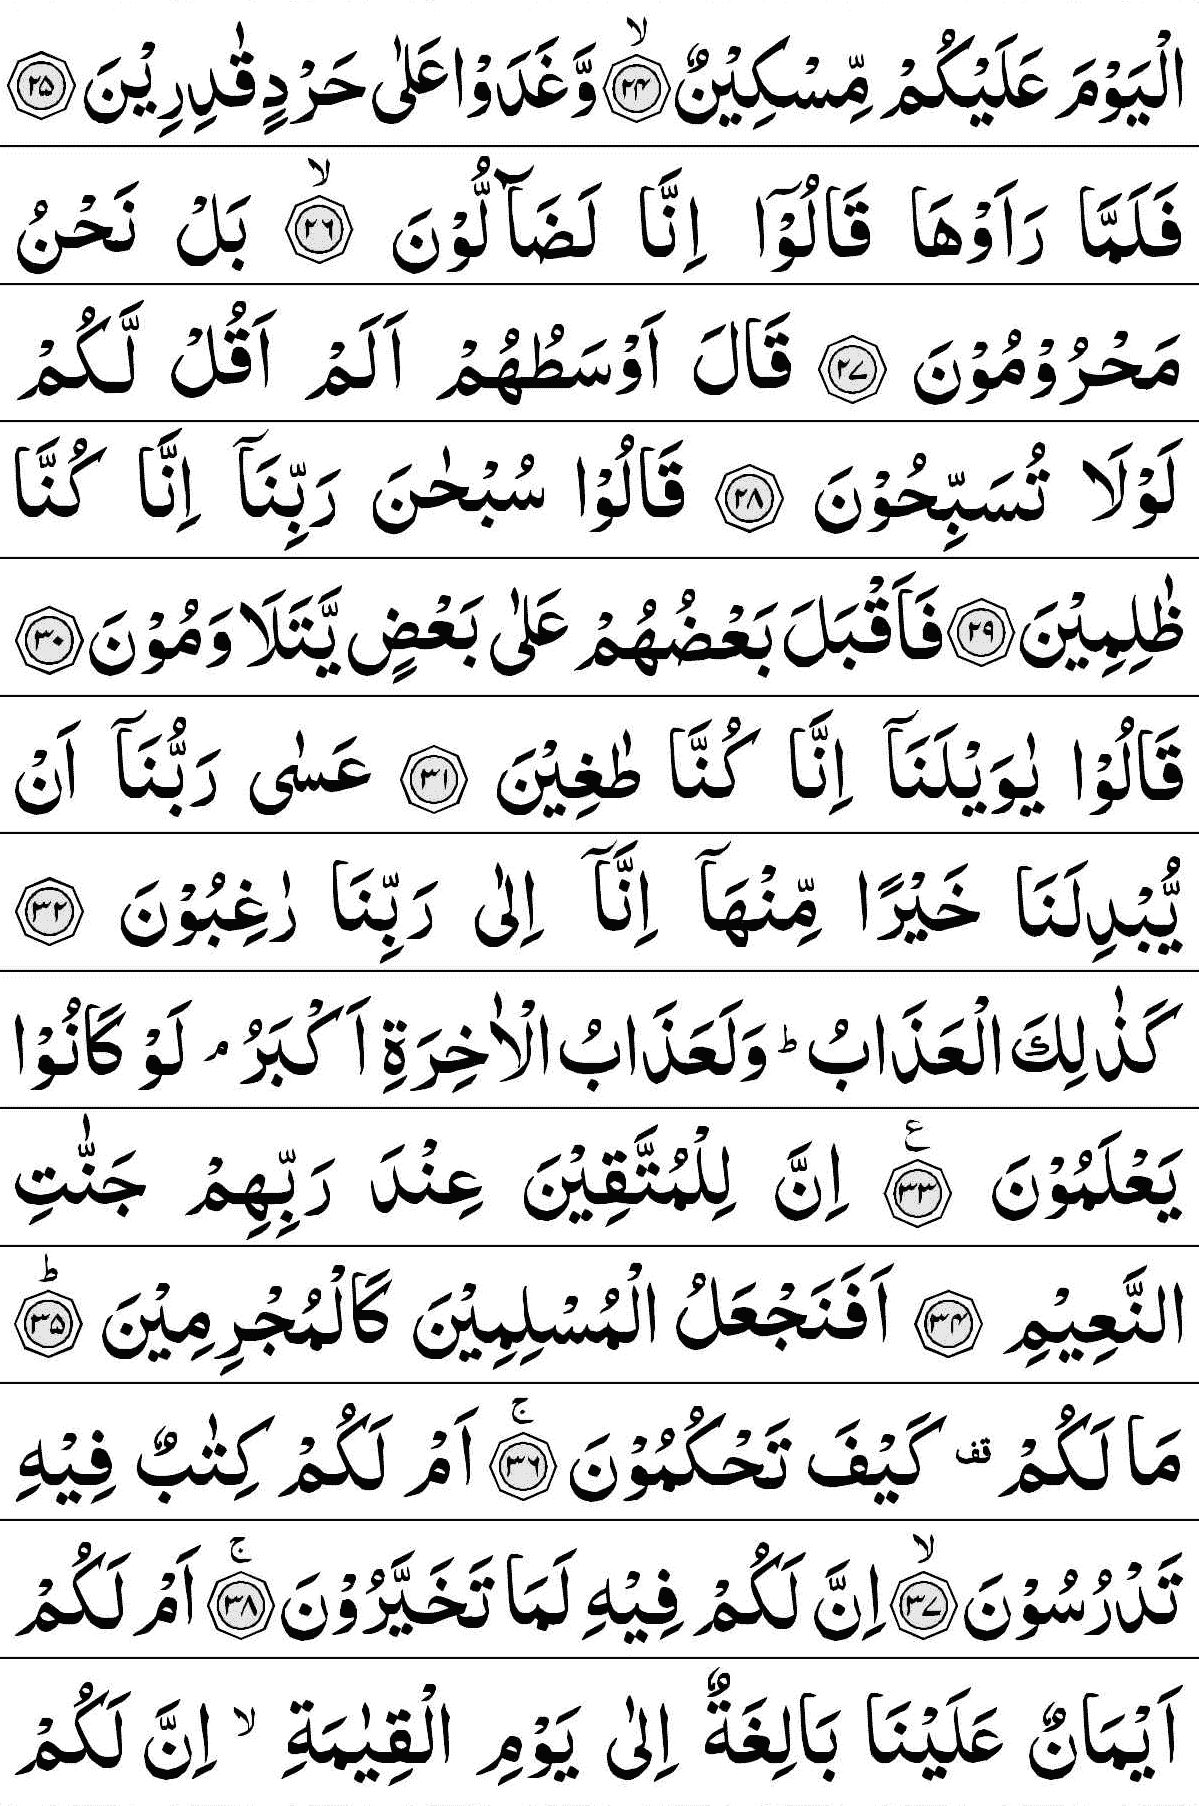 الْيَوْمَ عَلَيْكُمْ مِّسْكِيْنٌ ۙ‏﴿۲۴﴾ وَّغَدَوْا عَلٰى حَرْدٍ قٰدِرِيْنَ ﴿۲۵﴾
فَلَمَّا رَاَوْهَا قَالُوْۤا اِنَّا لَضَآلُّوْنَ ۙ‏﴿۲۶﴾ بَلْ نَحْنُ
مَحْرُوْمُوْنَ ﴿۲۷﴾ قَالَ اَوْسَطُهُمْ اَلَمْ اَقُلْ لَّكُمْ
لَوْلَا تُسَبِّحُوْنَ ﴿۲۸﴾ قَالُوْا سُبْحٰنَ رَبِّنَاۤ اِنَّا كُنَّا
ظٰلِمِيْنَ ﴿۲۹﴾ فَاَقْبَلَ بَعْضُهُمْ عَلٰى بَعْضٍ يَّتَلَاوَمُوْنَ ﴿۳۰﴾
قَالُوْا يٰوَيْلَنَاۤ اِنَّا كُنَّا طٰغِيْنَ ﴿۳۱﴾ عَسٰى رَبُّنَاۤ اَنْ
يُّبْدِلَنَا خَيْرًا مِّنْهَاۤ اِنَّاۤ اِلٰى رَبِّنَا رٰغِبُوْنَ ﴿۳۲﴾
كَذٰلِكَ الْعَذَابُ ؕ وَلَعَذَابُ الْاٰخِرَةِ اَكْبَرُ ۘ لَوْ كَانُوْا
يَعْلَمُوْنَ ﴿۳۳﴾ ع اِنَّ لِلْمُتَّقِيْنَ عِنْدَ رَبِّهِمْ جَنّٰتِ
النَّعِيْمِ ﴿۳۴﴾ اَفَنَجْعَلُ الْمُسْلِمِيْنَ كَالْمُجْرِمِيْنَ ؕ‏﴿۳۵﴾
مَا لَكُمْ قف كَيْفَ تَحْكُمُوْنَ ۚ‏﴿۳۶﴾ اَمْ لَكُمْ كِتٰبٌ فِيْهِ
تَدْرُسُوْنَ ۙ‏﴿۳۷﴾ اِنَّ لَكُمْ فِيْهِ لَمَا تَخَيَّرُوْنَ ۚ‏﴿۳۸﴾ اَمْ لَكُمْ
اَيْمَانٌ عَلَيْنَا بَالِغَةٌ اِلٰى يَوْمِ الْقِيٰمَةِ ۙ اِنَّ لَكُمْ